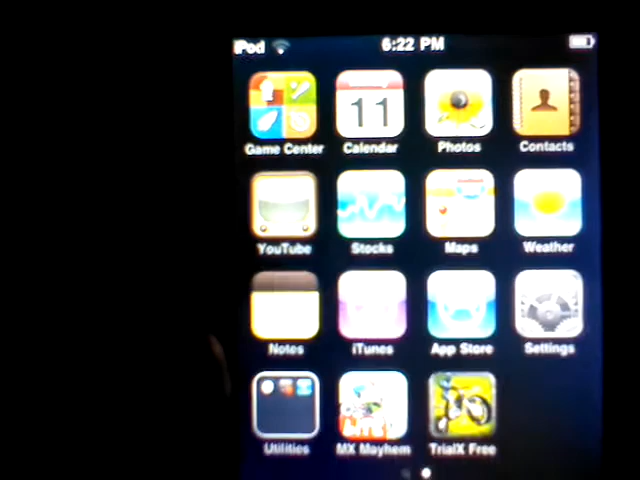 iPod 6:22 PM
Game Center Calendar Photos Contacts
11
YouTube Stocks Maps Weather
Notes iTunes App Store Settings
Utilities MX Mayhem TrialX Free